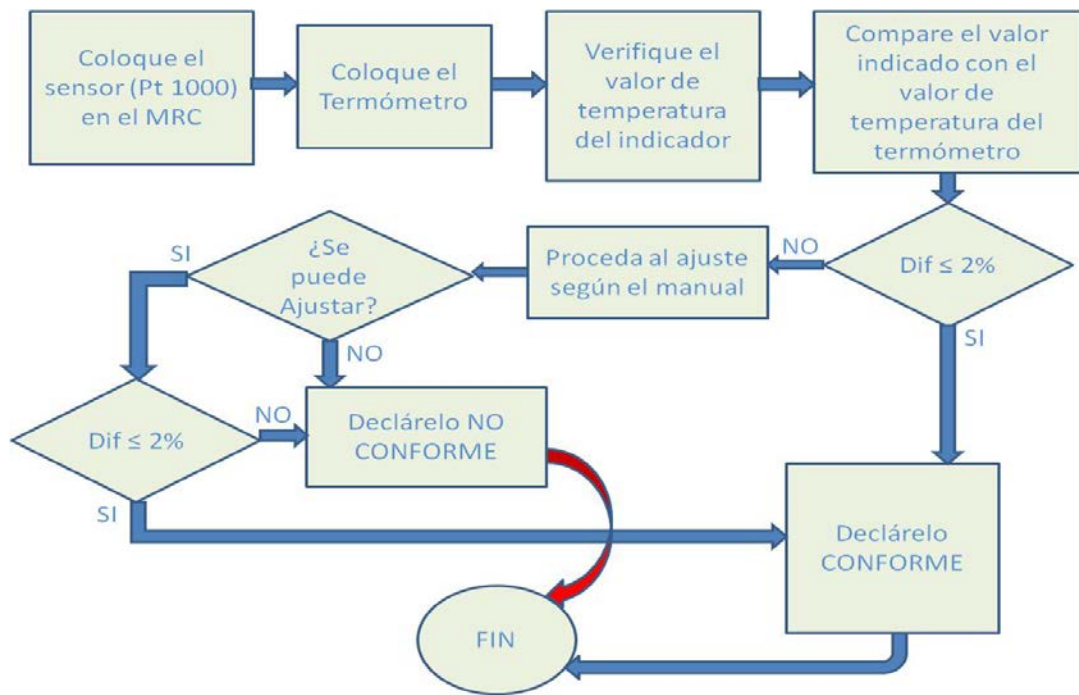 Coloque el
sensor (Pt 1000)
en el MRC
Coloque el
Termómetro
Verifique el
valor de
temperatura
del indicador
Compare el valor
indicado con el
valor de
temperatura del
termómetro
Dif ≤ 2%
NO
SI
Proceda al ajuste
según el manual
¿Se
puede
Ajustar?
SI
NO
Dif ≤ 2%
NO
SI
Declárelo NO
CONFORME
Declárelo
CONFORME
FIN